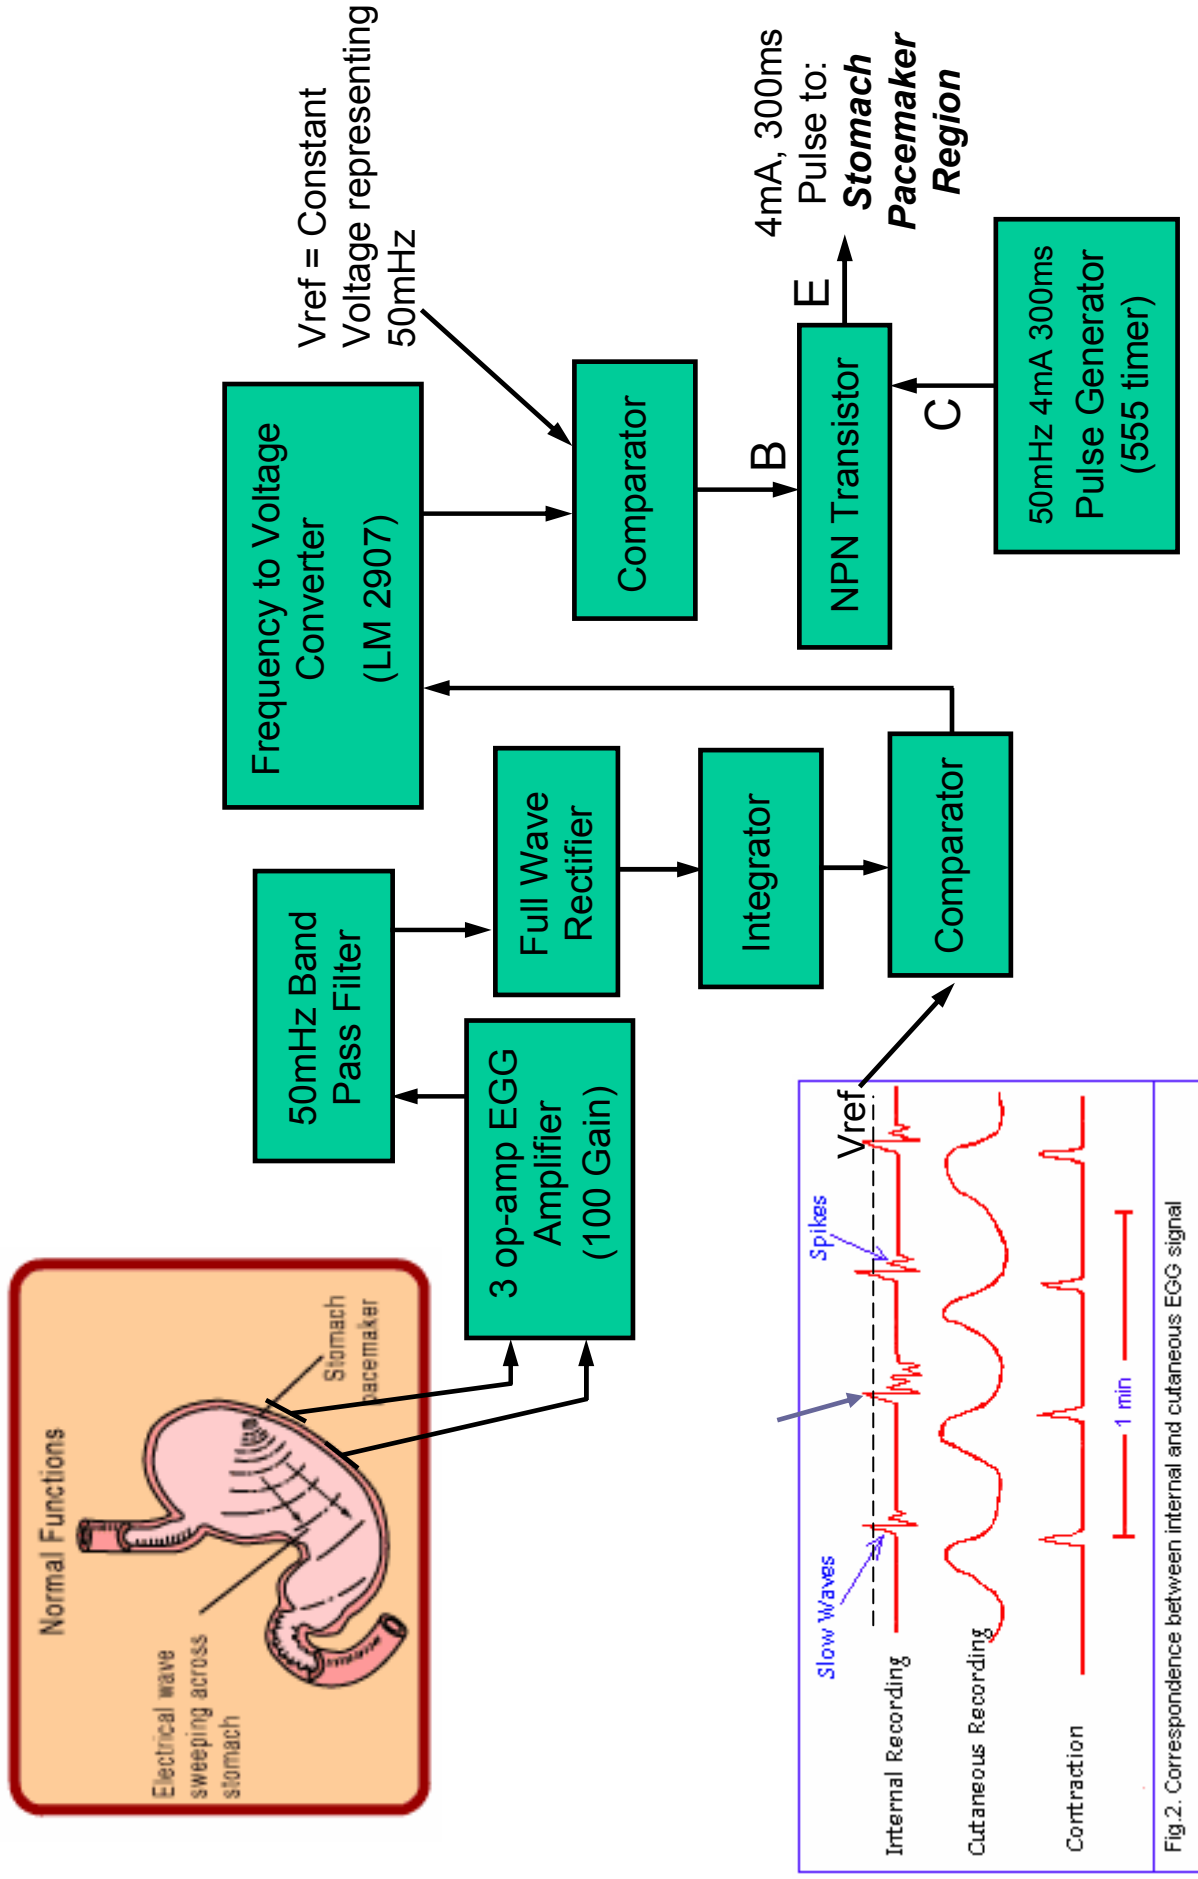 Normal Functions
Electrical wave
sweeping across
stomach
Stomach
pacemaker
3 op-amp EGG
Amplifier
(100 Gain)
50mHz Band
Pass Filter
Full Wave
Rectifier
Integrator
Comparator
Vref
Frequency to Voltage
Converter
(LM 2907)
Vref = Constant
Voltage representing
50mHz
Comparator
B
NPN Transistor
E
C
4mA, 300ms
Pulse to:
Stomach
Pacemaker
Region
50mHz 4mA 300ms
Pulse Generator
(555 timer)
Slow Waves
Spikes
Internal Recording
Cutaneous Recording
Contraction
1 min
Fig.2. Correspondence between internal and cutaneous EGG signal